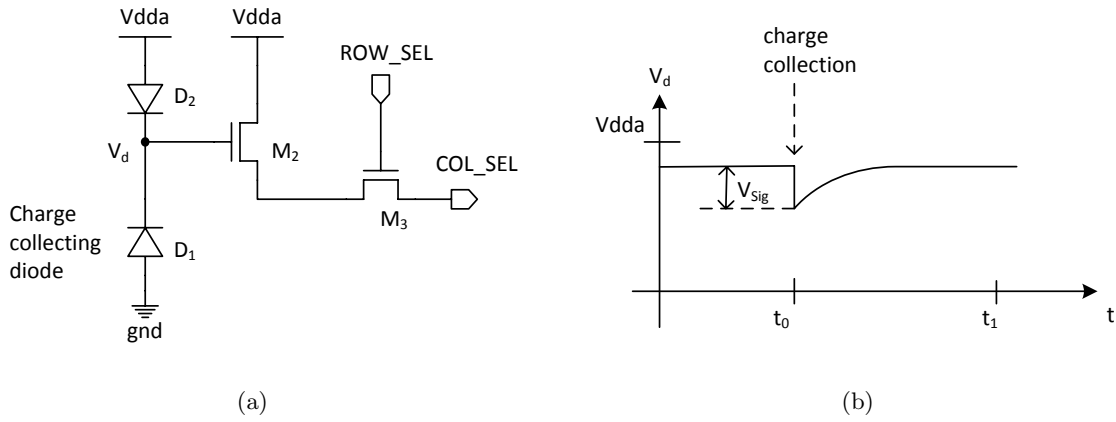 Vdda
Vdda
ROW_SEL
D2
Vd
M2
COL_SEL
M3
Charge
collecting
diode
D1
gnd
(a)
charge
collection
Vd
Vdda
VSig
t0
t1
t
(b)